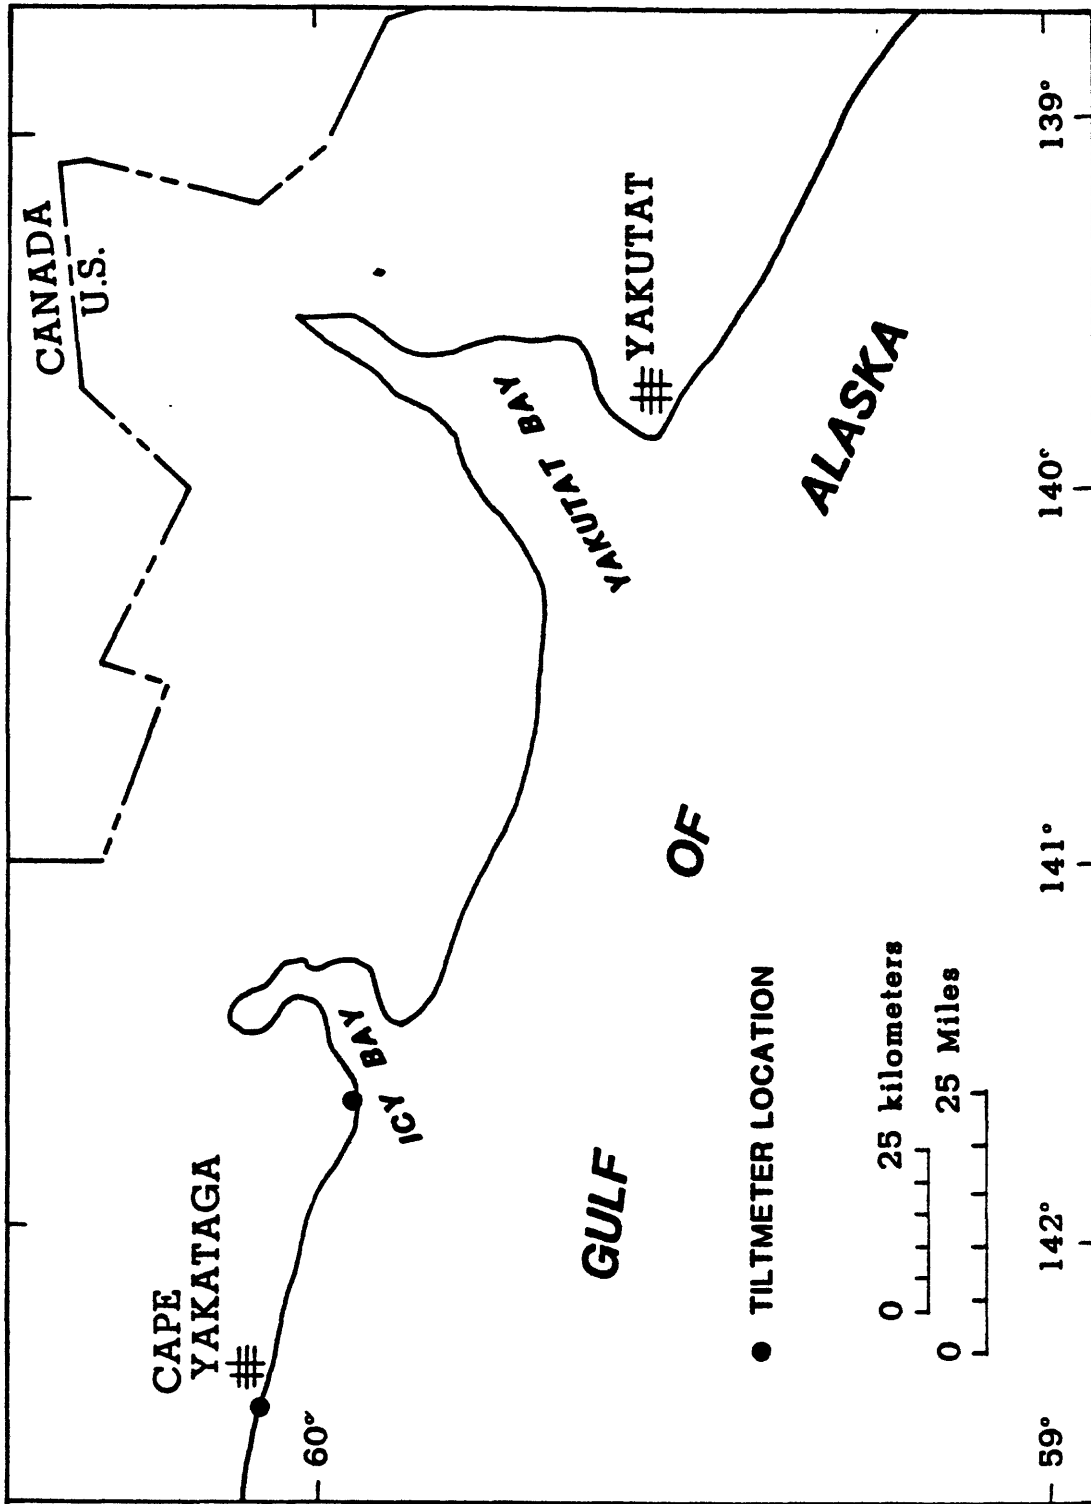 CANADA
U.S.
CAPE
YAKATAGA
ICY BAY
YAKUTAT BAY
YAKUTAT
GULF
OF
ALASKA
● TILTMETER LOCATION
0 25 kilometers
0 25 Miles
60°
59°
142°
141°
140°
139°